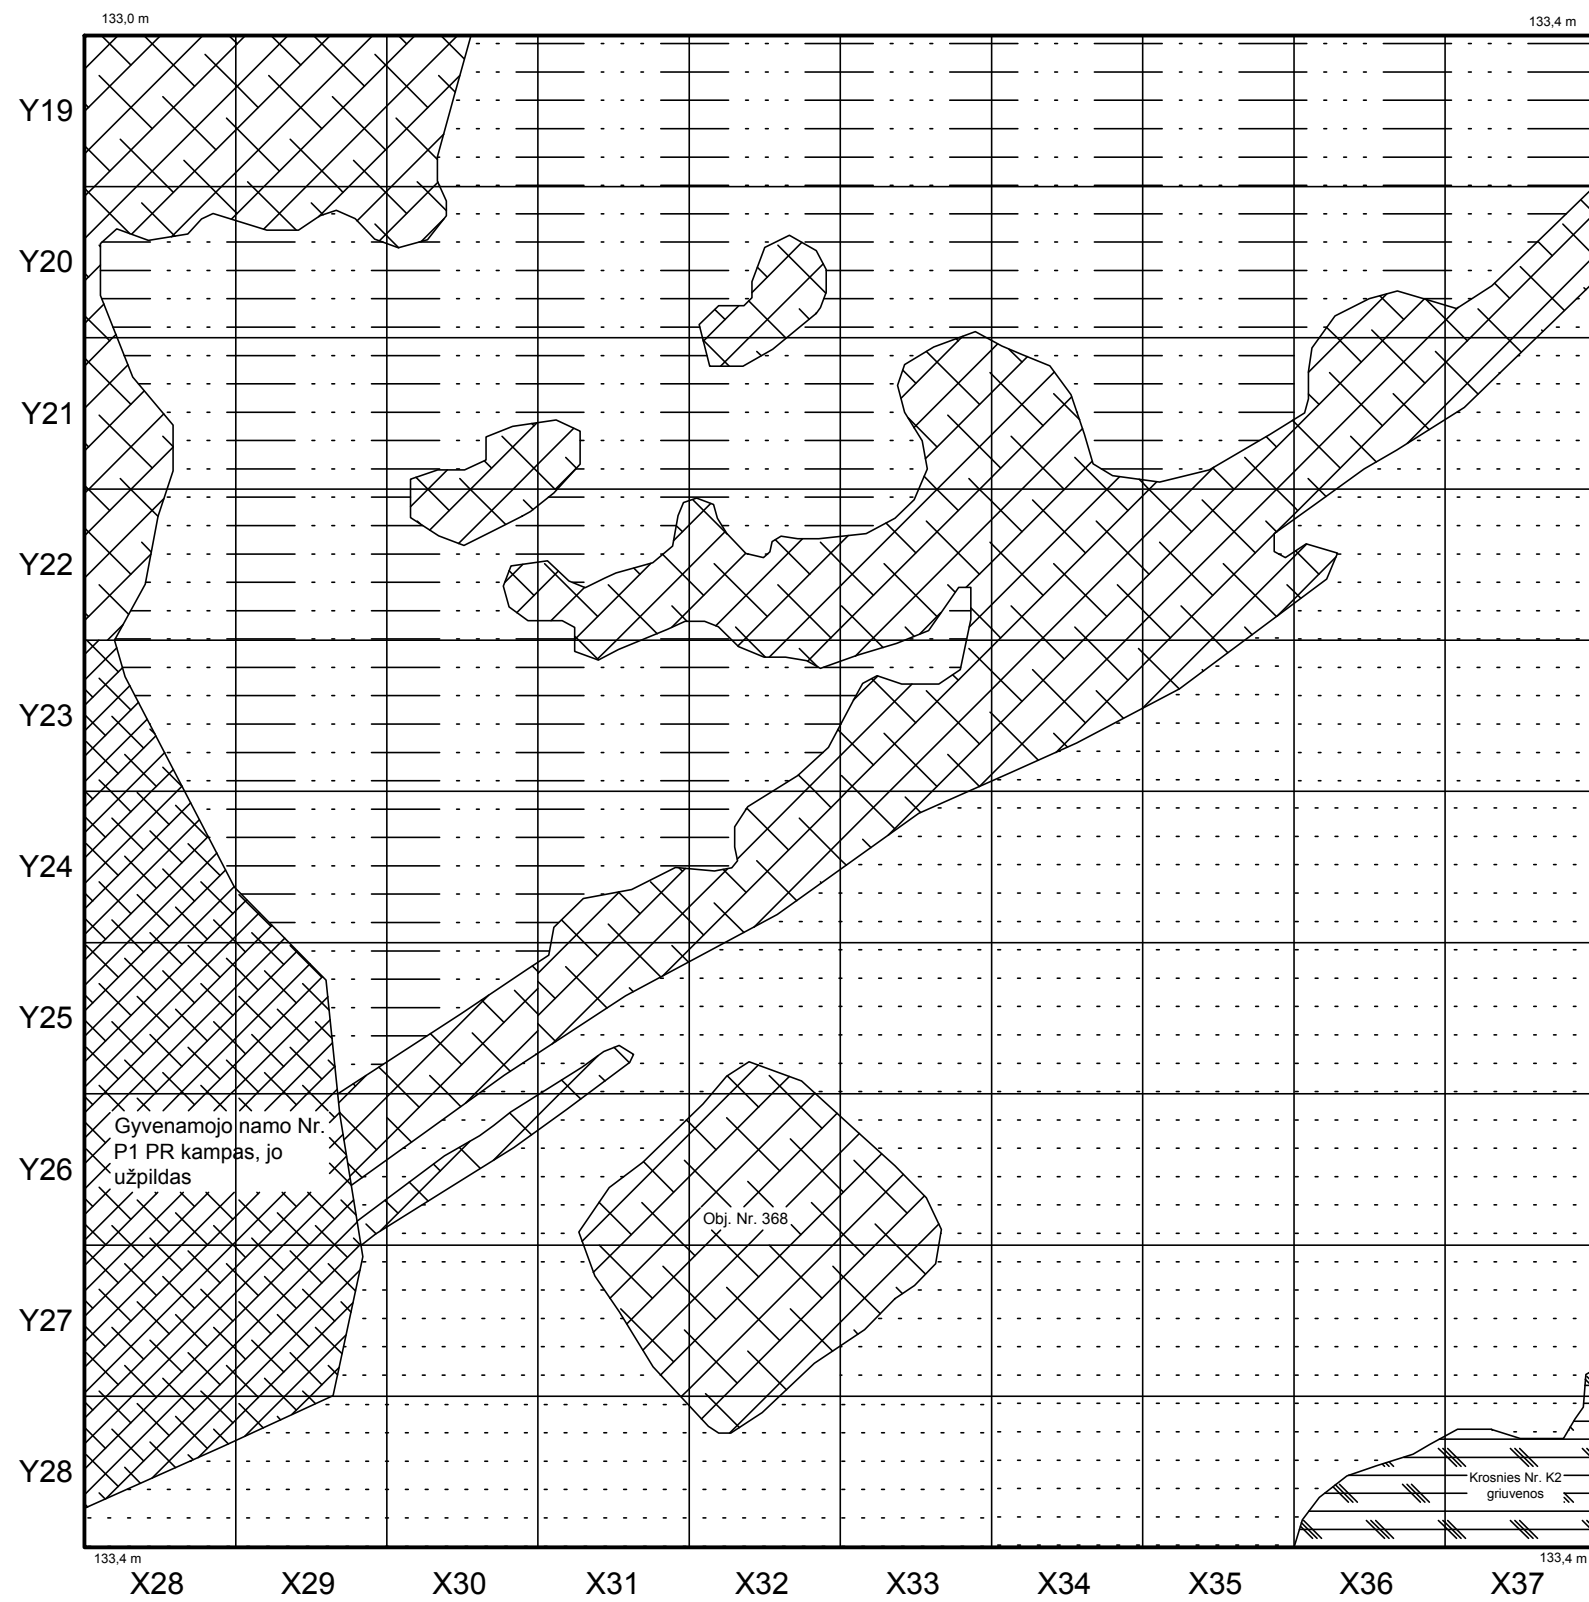 133,0 m
133,4 m
Y19
Y20
Y21
Y22
Y23
Y24
Y25
Gyvenamojo namo Nr.
P1 PR kampas, jo
užpildas
Y26
Obj. Nr. 368
Y27
Y28
Krosnies Nr. K2
griuvenos
133,4 m
133,4 m
X28
X29
X30
X31
X32
X33
X34
X35
X36
X37